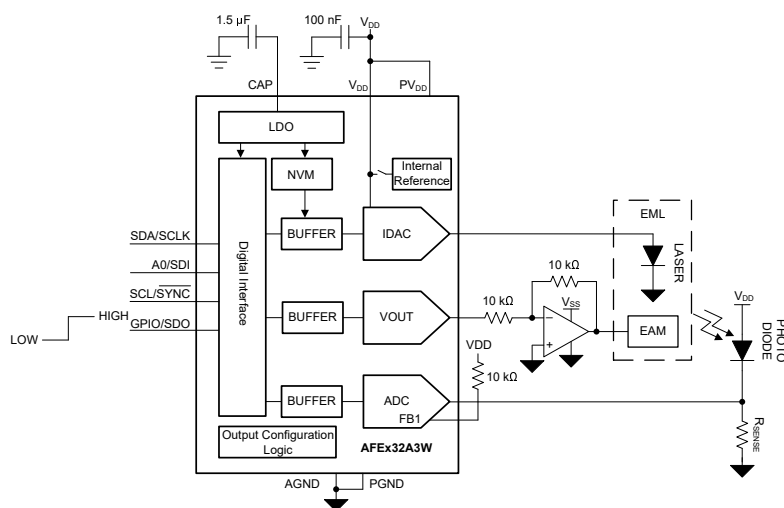 1.5 µF
100 nF
VDD
CAP
VDD
PVDD
LDO
NVM
Internal
Reference
Digital Interface
BUFFER
IDAC
BUFFER
VOUT
BUFFER
ADC
FB1
Output Configuration
Logic
AFEx32A3W
AGND
PGND
SDA/SCLK
A0/SDI
SCL/SYNC
GPIO/SDO
LOW
HIGH
10 kΩ
10 kΩ
VSS
−
+
VDD
10 kΩ
EML
LASER
EAM
VDD
PHOTO
DIODE
RSENSE